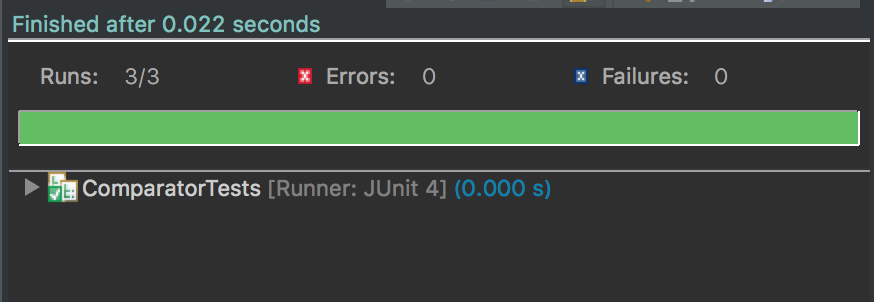 Finished after 0.022 seconds
Runs: 3/3 Errors: 0 Failures: 0
ComparatorTests [Runner: JUnit 4] (0.000 s)